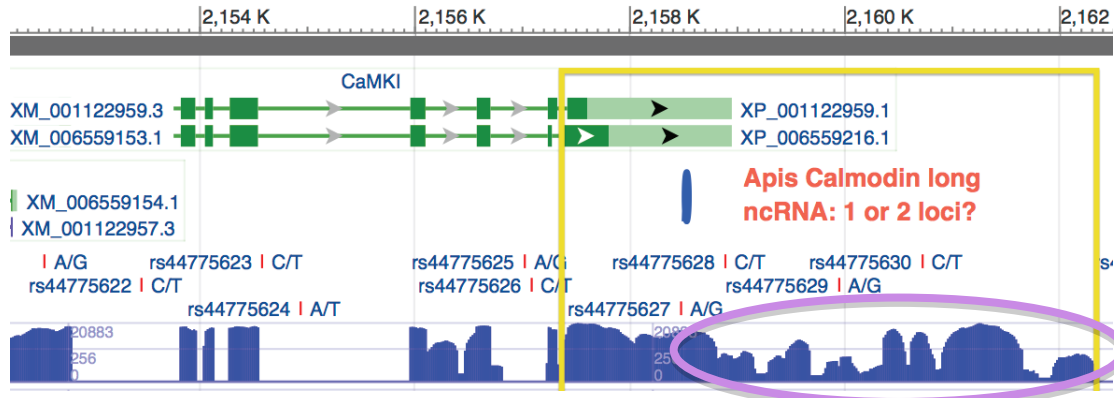 2,154 K 2,156 K 2,158 K 2,160 K 2,162
CaMKI
XM_001122959.3 XP_001122959.1
XM_006559153.1 XP_006559216.1
Apis Calmodin long
XM_006559154.1
ncRNA: 1 or 2 loci?
XM_001122957.3
A/G rs44775623 C/T rs44775625 A/G rs44775628 C/T rs44775630 C/T
rs44775622 C/T rs44775626 C/T rs44775629 A/G
rs44775624 A/T rs44775627 A/G
20883
256
0 0